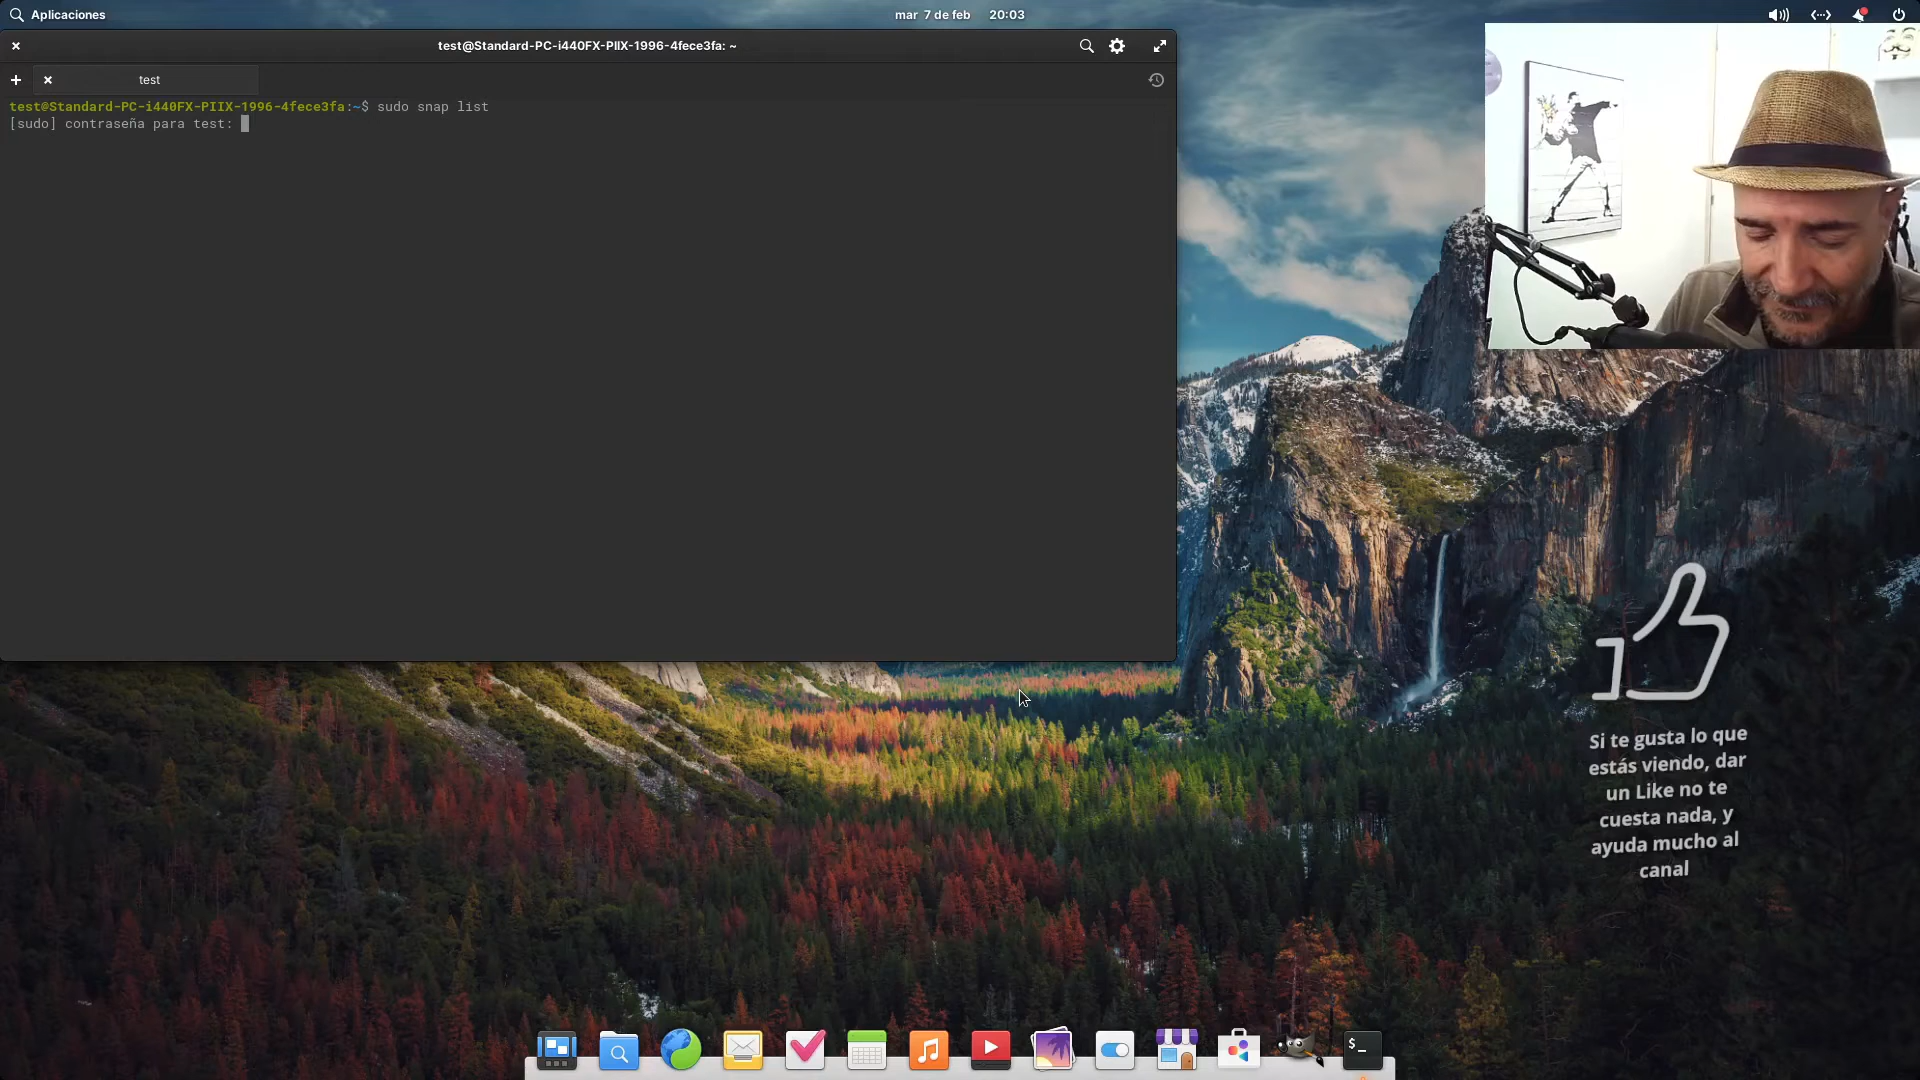 Aplicaciones
mar 7 de feb 20:03
test@Standard-PC-i440FX-PIIX-1996-4fece3fa: ~
test
test@Standard-PC-i440FX-PIIX-1996-4fece3fa:~$ sudo snap list
[sudo] contraseña para test:
Si te gusta lo que
estás viendo, dar
un Like no te
cuesta nada, y
ayuda mucho al
canal
$_